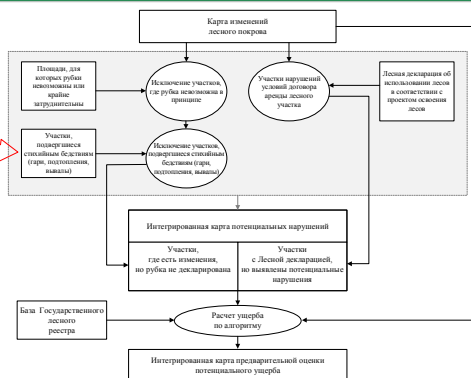 Карта изменений
лесного покрова
Площади, для
которых рубки
невозможны или
крайне
затруднительны
Исключение участков,
где рубка невозможна в
принципе
Участки нарушений
условий договора
аренды лесного
участка
Лесная декларация об
использовании лесов
в соответствии с
проектом освоения
лесов
Участки,
подвергшиеся
стихийным бедствиям
(гари, подтопления,
вывалы)
Исключение участков,
подвергшиеся стихийным
бедствиям (гари,
подтопления, вывалы)
Интегрированная карта потенциальных нарушений
Участки,
где есть изменения,
но рубка не декларирована
Участки
с Лесной декларацией,
но выявлены потенциальные
нарушения
База Государственного
лесного
реестра
Расчет ущерба
по алгоритму
Интегрированная карта предварительной оценки
потенциального ущерба